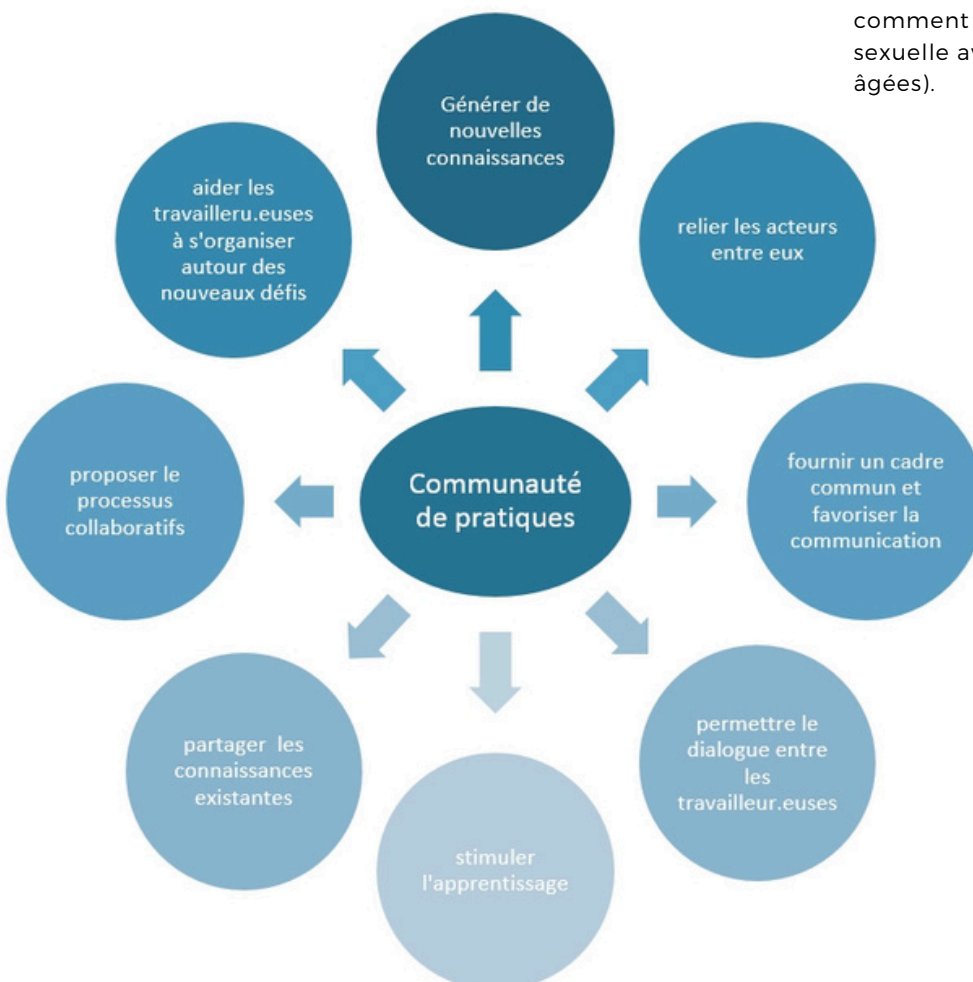 comment
sexuelle av
âgées).
Générer de
nouvelles
connaissances
relier les acteurs
entre eux
fournir un cadre
commun et
favoriser la
communication
permettre le
dialogue entre
les
travailleur.euses
stimuler
l'apprentissage
partager les
connaissances
existantes
proposer le
processus
collaboratifs
aider les
travailleru.euses
à s'organiser
autour des
nouveaux défis
Communauté
de pratiques